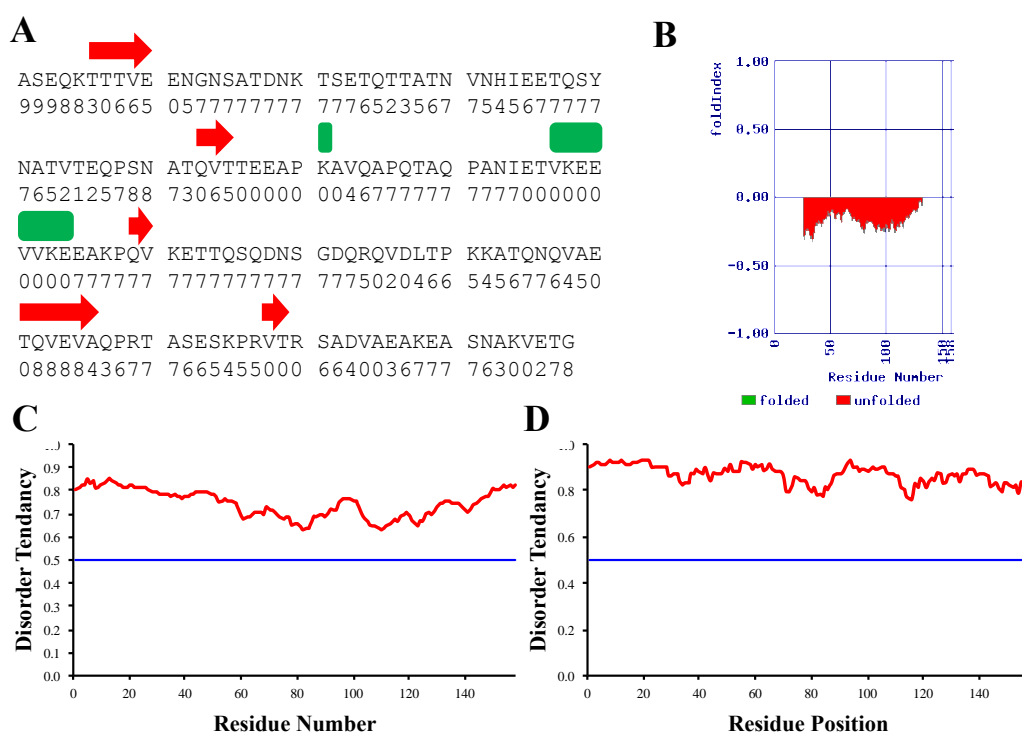 A
ASEQKTTTVE ENGNSATDNK TSETQTTATN VNHIEETQSY
9998830665 0577777777 7776523567 7545677777
NATVTEQPSN ATQVTTEEAP KAVQAPQTAQ PANIETVKEE
7652125788 7306500000 0046777777 7777000000
VVKEEAKPQV KETTQSQDNS GDQRQVDLTP KKATQNQVAE
0000777777 7777777777 7775020466 5456776450
TQVEVAQPRT ASESKPRVTR SADVAEAKEA SNAKVETG
0888843677 7665455000 6640036777 76300278
B
foldIndex
1.00
0.50
0.00
-0.50
-1.00
0 50 100 150 158
Residue Number
folded unfolded
C
Disorder Tendancy
0.9
0.8
0.7
0.6
0.5
0.4
0.3
0.2
0.1
0.0
0 20 40 60 80 100 120 140
Residue Number
D
Disorder Tendancy
0.8
0.6
0.4
0.2
0.0
0 20 40 60 80 100 120 140
Residue Position